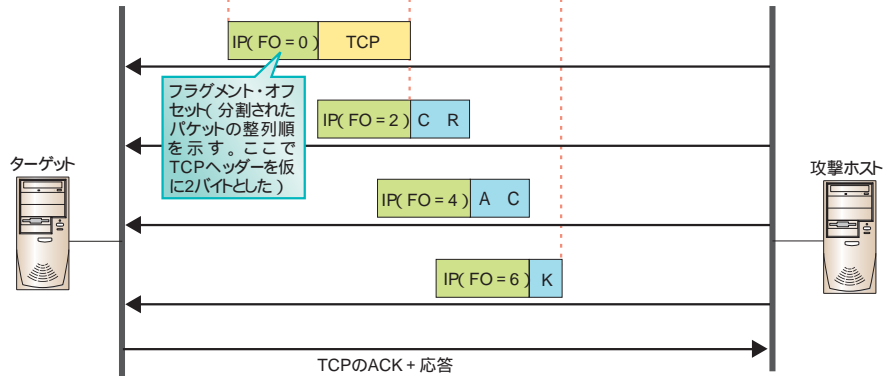 IP(FO=0) TCP
フラグメント・オフ
セット(分割された
パケットの整列順
を示す。ここで
TCPヘッダーを仮
に2バイトとした)
IP(FO=2) C R
ターゲット
攻撃ホスト
IP(FO=4) A C
IP(FO=6) K
TCPのACK+応答